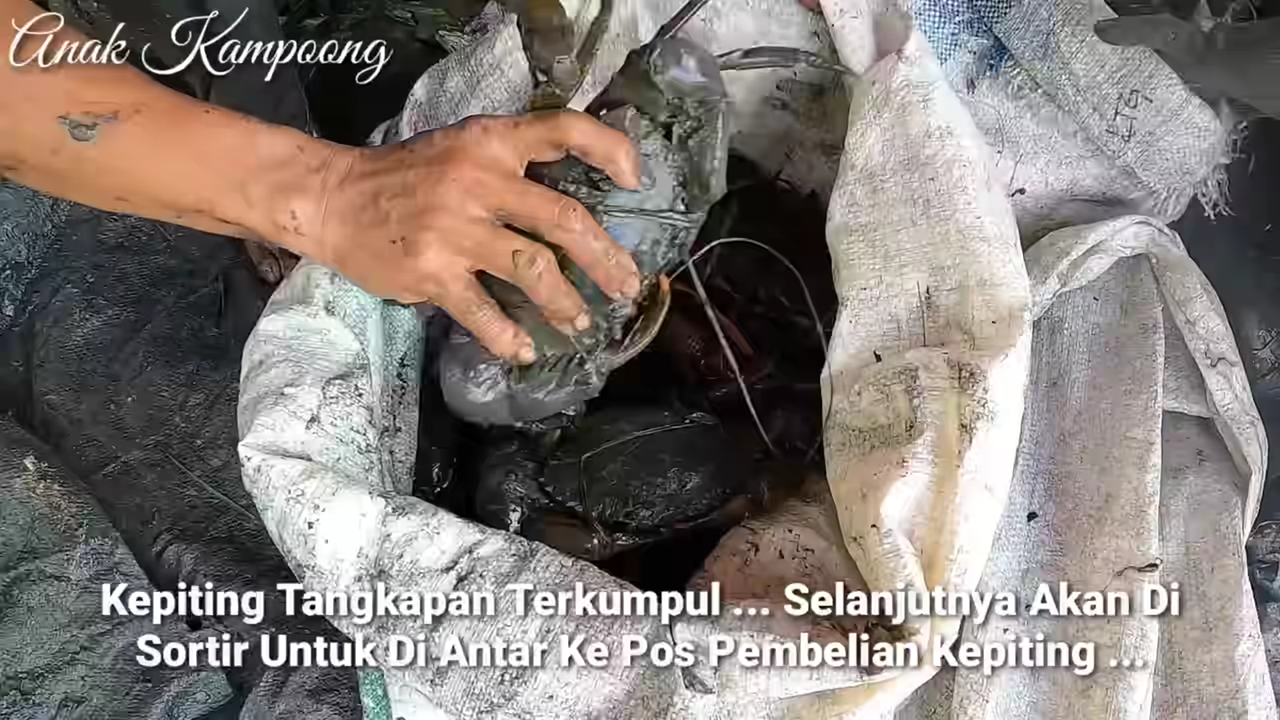 Anak Kampoong
Kepiting Tangkapan Terkumpul ... Selanjutnya Akan Di
Sortir Untuk Di Antar Ke Pos Pembelian Kepiting ...